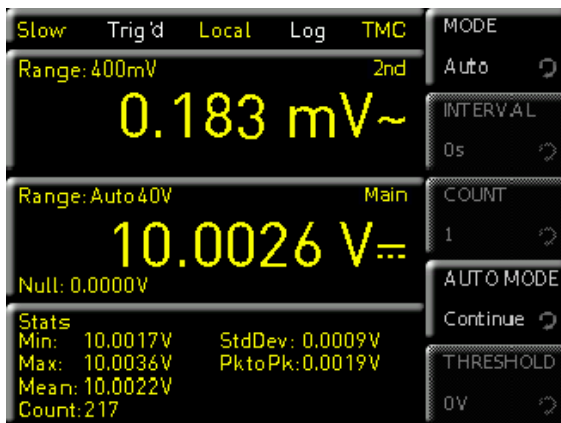 Slow Trig'd Local Log TMC
Range: 400mV 2nd
0.183 mV~
Range: Auto40V Main
10.0026 V⎓
Null: 0.0000V
Stats
Min: 10.0017V StdDev: 0.0009V
Max: 10.0036V PktoPk:0.0019V
Mean: 10.0022V
Count:217
MODE
Auto
INTERVAL
0s
COUNT
1
AUTO MODE
Continue
THRESHOLD
0V